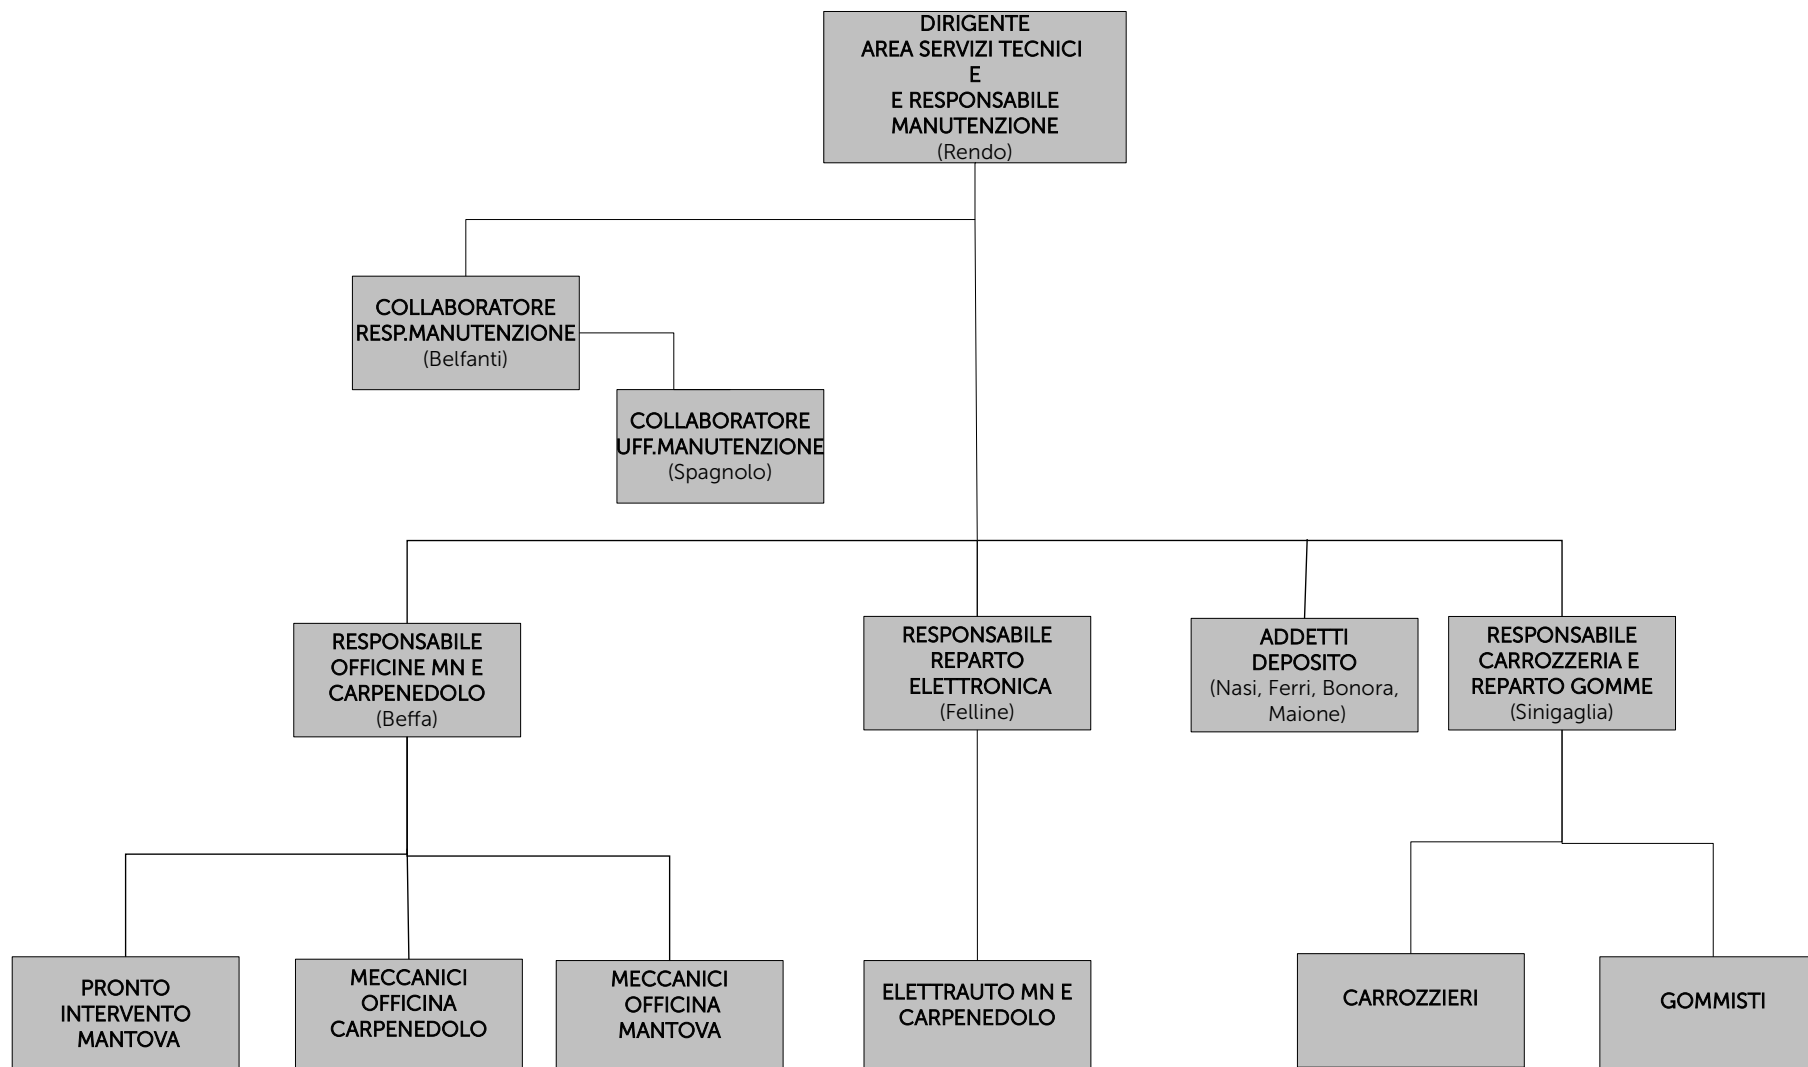 DIRIGENTE
AREA SERVIZI TECNICI
E
E RESPONSABILE
MANUTENZIONE
(Rendo)
COLLABORATORE
RESP.MANUTENZIONE
(Belfanti)
COLLABORATORE
UFF.MANUTENZIONE
(Spagnolo)
RESPONSABILE
OFFICINE MN E
CARPENEDOLO
(Beffa)
RESPONSABILE
REPARTO
ELETTRONICA
(Felline)
ADDETTI
DEPOSITO
(Nasi, Ferri, Bonora,
Maione)
RESPONSABILE
CARROZZERIA E
REPARTO GOMME
(Sinigaglia)
PRONTO
INTERVENTO
MANTOVA
MECCANICI
OFFICINA
CARPENEDOLO
MECCANICI
OFFICINA
MANTOVA
ELETTRAUTO MN E
CARPENEDOLO
CARROZZIERI
GOMMISTI